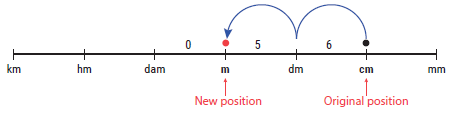 0 5 6
km hm dam m dm cm mm
New position Original position